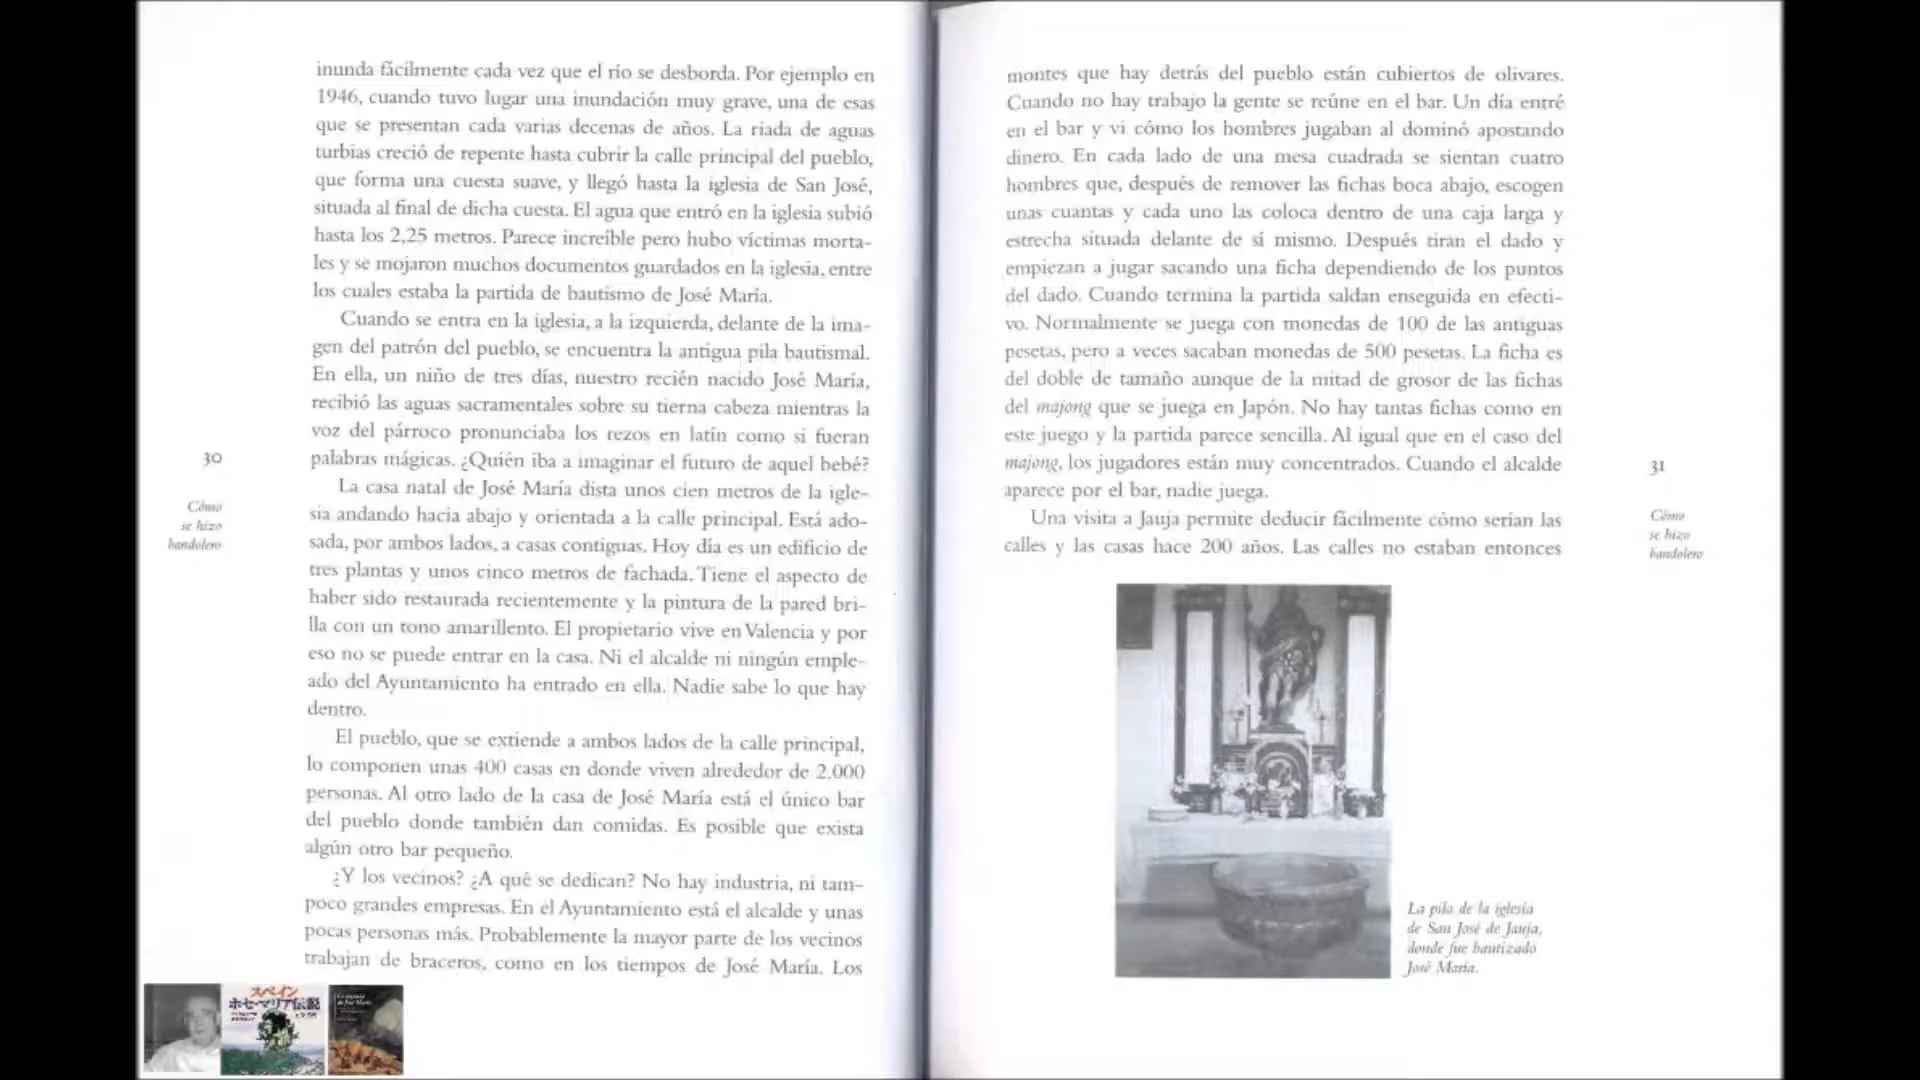 inunda fácilmente cada vez que el río se desborda. Por ejemplo en
1946, cuando tuvo lugar una inundación muy grave, una de esas
que se presentan cada varias decenas de años. La riada de aguas
turbias creció de repente hasta cubrir la calle principal del pueblo,
que forma una cuesta suave, y llegó hasta la iglesia de San José,
situada al final de dicha cuesta. El agua que entró en la iglesia subió
hasta los 2,25 metros. Parece increíble pero hubo víctimas morta-
les y se mojaron muchos documentos guardados en la iglesia, entre
los cuales estaba la partida de bautismo de José María.
Cuando se entra en la iglesia, a la izquierda, delante de la ima-
gen del patrón del pueblo, se encuentra la antigua pila bautismal.
En ella, un niño de tres días, nuestro recién nacido José María,
recibió las aguas sacramentales sobre su tierna cabeza mientras la
voz del párroco pronunciaba los rezos en latín como si fueran
palabras mágicas. ¿Quién iba a imaginar el futuro de aquel bebé?
La casa natal de José María dista unos cien metros de la igle-
sia andando hacia abajo y orientada a la calle principal. Está ado-
sada, por ambos lados, a casas contiguas. Hoy día es un edificio de
tres plantas y unos cinco metros de fachada. Tiene el aspecto de
haber sido restaurada recientemente y la pintura de la pared bri-
lla con un tono amarillento. El propietario vive en Valencia y por
eso no se puede entrar en la casa. Ni el alcalde ni ningún emple-
ado del Ayuntamiento ha entrado en ella. Nadie sabe lo que hay
dentro.
El pueblo, que se extiende a ambos lados de la calle principal,
lo componen unas 400 casas en donde viven alrededor de 2.000
personas. Al otro lado de la casa de José María está el único bar
del pueblo donde también dan comidas. Es posible que exista
algún otro bar pequeño.
¿Y los vecinos? ¿A qué se dedican? No hay industria, ni tam-
poco grandes empresas. En el Ayuntamiento está el alcalde y unas
pocas personas más. Probablemente la mayor parte de los vecinos
trabajan de braceros, como en los tiempos de José María. Los
30
Cómo
se hizo
bandolero
スペイン
ホセ・マリア伝説
montes que hay detrás del pueblo están cubiertos de olivares.
Cuando no hay trabajo la gente se reúne en el bar. Un día entré
en el bar y vi cómo los hombres jugaban al dominó apostando
dinero. En cada lado de una mesa cuadrada se sientan cuatro
hombres que, después de remover las fichas boca abajo, escogen
unas cuantas y cada uno las coloca dentro de una caja larga y
estrecha situada delante de sí mismo. Después tiran el dado y
empiezan a jugar sacando una ficha dependiendo de los puntos
del dado. Cuando termina la partida saldan enseguida en efecti-
vo. Normalmente se juega con monedas de 100 de las antiguas
pesetas, pero a veces sacaban monedas de 500 pesetas. La ficha es
del doble de tamaño aunque de la mitad de grosor de las fichas
del majong que se juega en Japón. No hay tantas fichas como en
este juego y la partida parece sencilla. Al igual que en el caso del
majong, los jugadores están muy concentrados. Cuando el alcalde
aparece por el bar, nadie juega.
Una visita a Jauja permite deducir fácilmente cómo serían las
calles y las casas hace 200 años. Las calles no estaban entonces
31
Cómo
se hizo
bandolero
La pila de la iglesia
de San José de Jauja,
donde fue bautizado
José María.